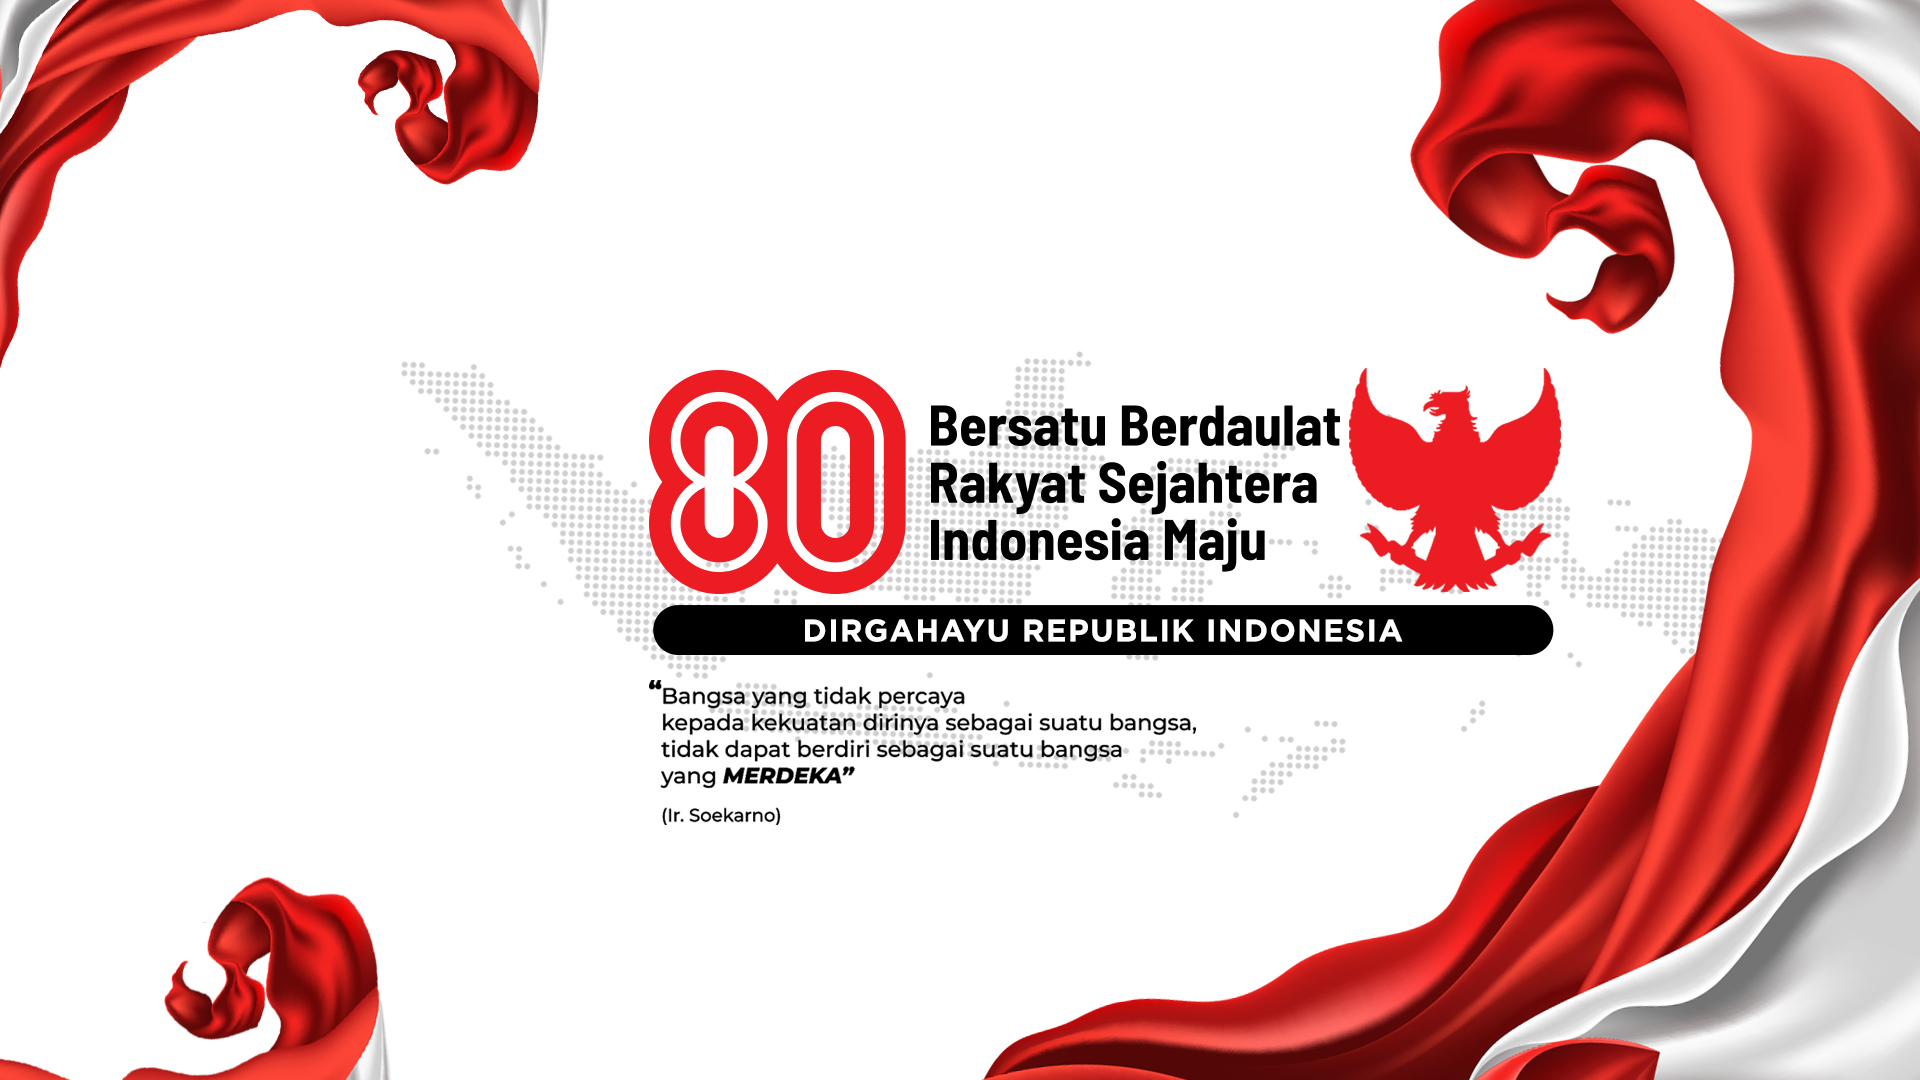 80
Bersatu Berdaulat
Rakyat Sejahtera
Indonesia Maju
DIRGAHAYU REPUBLIK INDONESIA
“Bangsa yang tidak percaya
kepada kekuatan dirinya sebagai suatu bangsa,
tidak dapat berdiri sebagai suatu bangsa
yang MERDEKA”
(Ir. Soekarno)